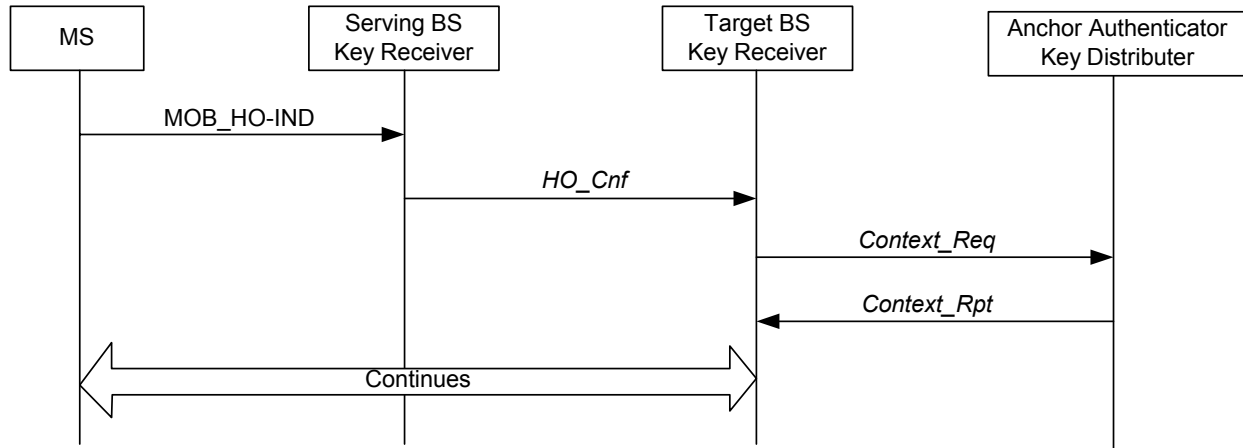 MS
Serving BS
Key Receiver
Target BS
Key Receiver
Anchor Authenticator
Key Distributer
MOB_HO-IND
HO_Cnf
Context_Req
Context_Rpt
Continues